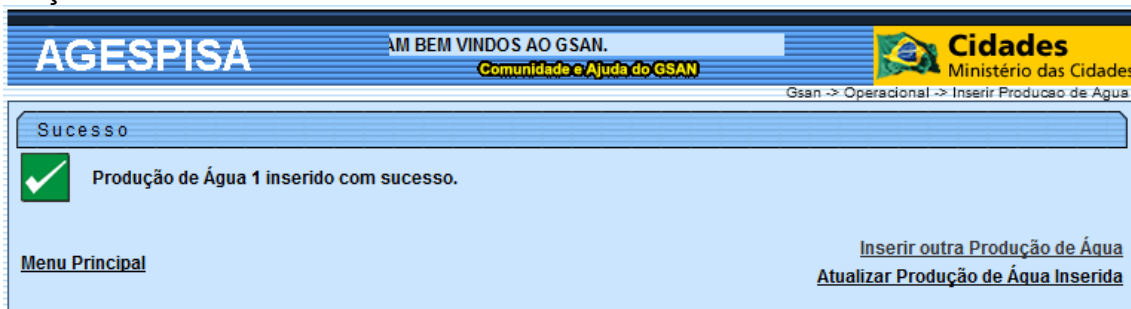 AGESPISA
AM BEM VINDOS AO GSAN.
Comunidade e Ajuda do GSAN
Cidades
Ministério das Cidades
Gsan -> Operacional -> Inserir Producao de Agua
Sucesso
Produção de Água 1 inserido com sucesso.
Inserir outra Produção de Água
Menu Principal
Atualizar Produção de Água Inserida